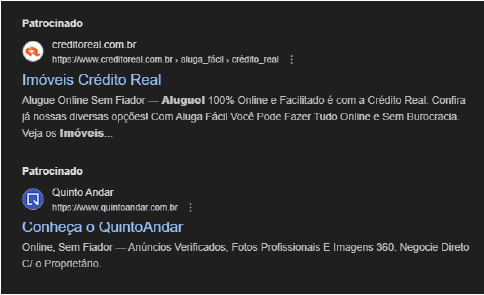 Patrocinado
creditoreal.com.br
https://www.creditoreal.com.br › aluga_fácil › crédito_real
Imóveis Crédito Real
Alugue Online Sem Fiador — Aluguel 100% Online e Facilitado é com a Crédito Real. Confira
já nossas diversas opções! Com Aluga Fácil Você Pode Fazer Tudo Online e Sem Burocracia.
Veja os Imóveis...
Patrocinado
Quinto Andar
https://www.quintoandar.com.br
Conheça o QuintoAndar
Online, Sem Fiador — Anúncios Verificados, Fotos Profissionais E Imagens 360. Negocie Direto
C/ o Proprietário.